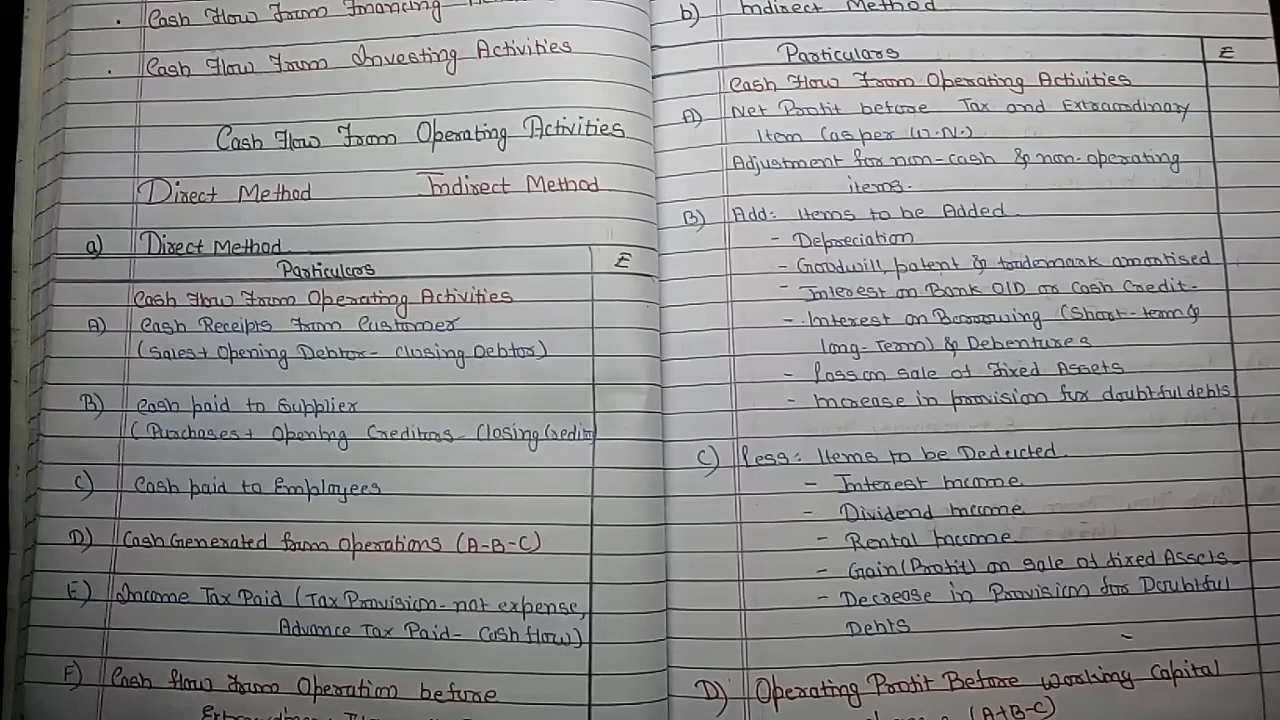 . Cash Flow From Financing
. Cash Flow From Investing Activities
Cash Flow From Operating Activities
Direct Method Indirect Method
a) Direct Method
Particulars ₹
Cash Flow From Operating Activities
A) Cash Receipts from Customer
(Sales + Opening Debtor - Closing Debtor)
B) Cash paid to Supplier
(Purchases + Opening Creditors - Closing Credit
C) Cash paid to Employees
D) Cash Generated from Operations (A-B-C)
E) Income Tax Paid (Tax Provision - not expense,
Advance Tax Paid - Cash flow)
F) Cash flow from Operation before
b) Indirect Method
Particulars ₹
Cash Flow From Operating Activities
A) Net Profit before Tax and Extraordinary
Item (as per W.N.)
Adjustment for non-cash & non-operating
items.
B) Add: Items to be Added
- Depreciation
- Goodwill, patent & trademark amortised
- Interest on Bank O/D or Cash Credit.
- Interest on Borrowing (Short-term &
long-Term) & Debentures
- Loss on sale of Fixed Assets
- Increase in provision for doubtful debts
C) Less: Items to be Deducted
- Interest Income
- Dividend Income
- Rental Income
- Gain (Profit) on sale of fixed Assets
- Decrease in Provision for Doubtful
Debts
D) Operating Profit Before Working Capital
(A+B-C)